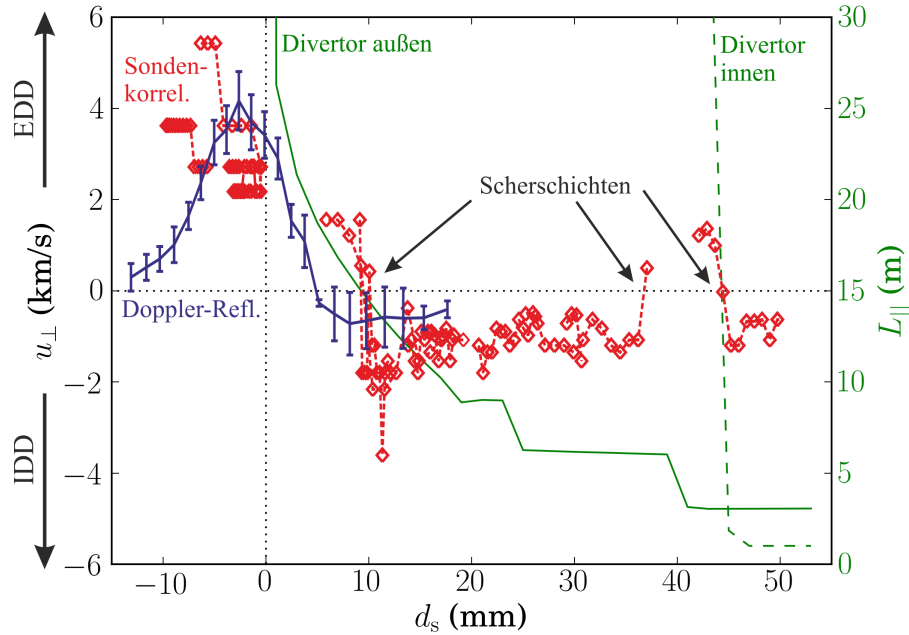 6
4
2
0
−2
−4
−6
EDD
u⊥ (km/s)
IDD
Sonden-
korrel.
Doppler-Refl.
Divertor außen
Divertor
innen
Scherschichten
30
25
20
15
10
5
0
L∥ (m)
−10
0
10
20
30
40
50
ds (mm)